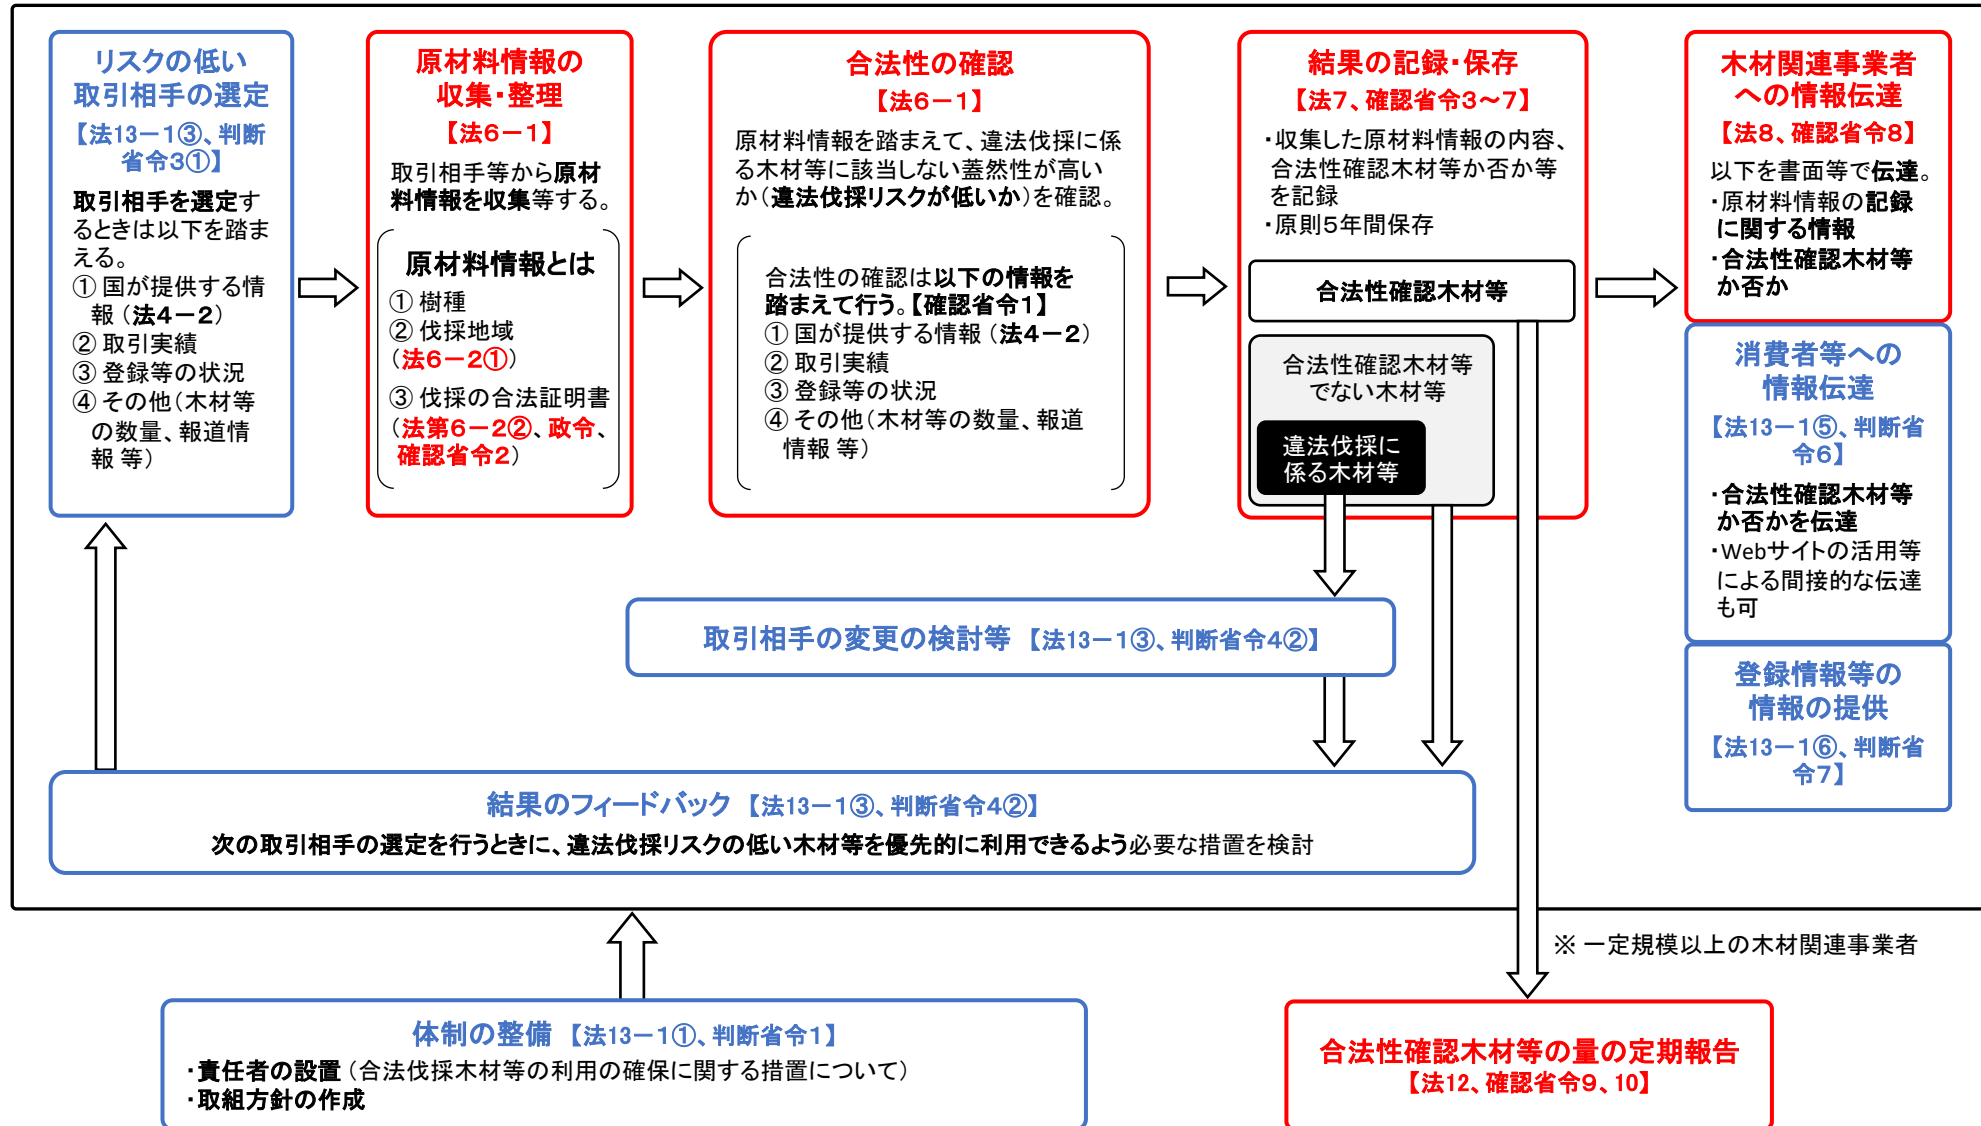 リスクの低い
取引相手の選定
【法13－1③、判断
省令3①】
取引相手を選定す
るときは以下を踏ま
える。
① 国が提供する情
報（法4－2）
② 取引実績
③ 登録等の状況
④ その他（木材等
の数量、報道情
報 等）
原材料情報の
収集・整理
【法6－1】
取引相手等から原材
料情報を収集等する。
原材料情報とは
① 樹種
② 伐採地域
（法6－2①）
③ 伐採の合法証明書
（法第6－2②、政令、
確認省令2）
合法性の確認
【法6－1】
原材料情報を踏まえて、違法伐採に係
る木材等に該当しない蓋然性が高い
か（違法伐採リスクが低いか）を確認。
合法性の確認は以下の情報を
踏まえて行う。【確認省令1】
① 国が提供する情報（法4－2）
② 取引実績
③ 登録等の状況
④ その他（木材等の数量、報道
情報 等）
結果の記録・保存
【法7、確認省令3～7】
・収集した原材料情報の内容、
合法性確認木材等か否か等
を記録
・原則5年間保存
合法性確認木材等
合法性確認木材等
でない木材等
違法伐採に
係る木材等
木材関連事業者
への情報伝達
【法8、確認省令8】
以下を書面等で伝達。
・原材料情報の記録
に関する情報
・合法性確認木材等
か否か
消費者等への
情報伝達
【法13－1⑤、判断省
令6】
・合法性確認木材等
か否かを伝達
・Webサイトの活用等
による間接的な伝達
も可
登録情報等の
情報の提供
【法13－1⑥、判断省
令7】
取引相手の変更の検討等 【法13－1③、判断省令4②】
結果のフィードバック 【法13－1③、判断省令4②】
次の取引相手の選定を行うときに、違法伐採リスクの低い木材等を優先的に利用できるよう必要な措置を検討
※ 一定規模以上の木材関連事業者
体制の整備 【法13－1①、判断省令1】
・責任者の設置（合法伐採木材等の利用の確保に関する措置について）
・取組方針の作成
合法性確認木材等の量の定期報告
【法12、確認省令9、10】